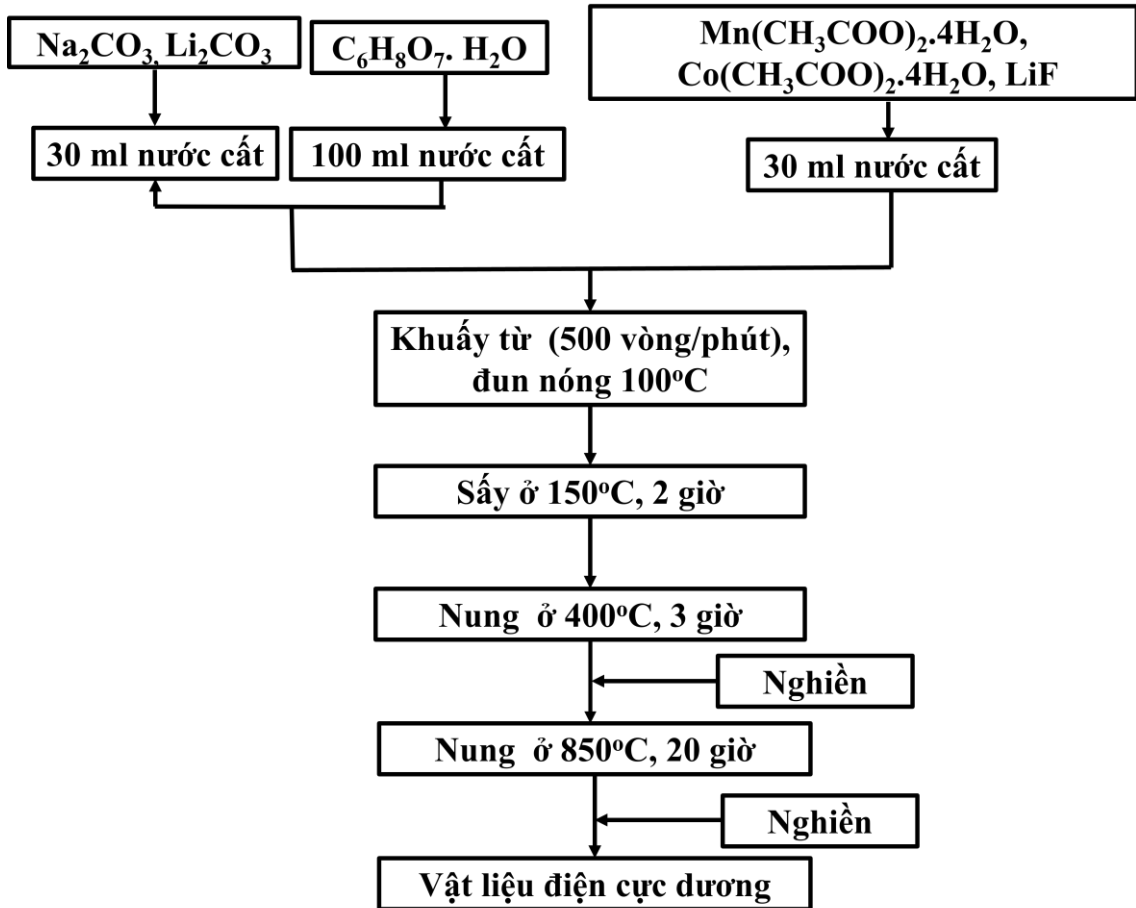 Na₂CO₃, Li₂CO₃
C₆H₈O₇. H₂O
Mn(CH₃COO)₂.4H₂O,
Co(CH₃COO)₂.4H₂O, LiF
30 ml nước cất
100 ml nước cất
30 ml nước cất
Khuấy từ (500 vòng/phút),
đun nóng 100ᵒC
Sấy ở 150ᵒC, 2 giờ
Nung ở 400ᵒC, 3 giờ
Nghiền
Nung ở 850ᵒC, 20 giờ
Nghiền
Vật liệu điện cực dương